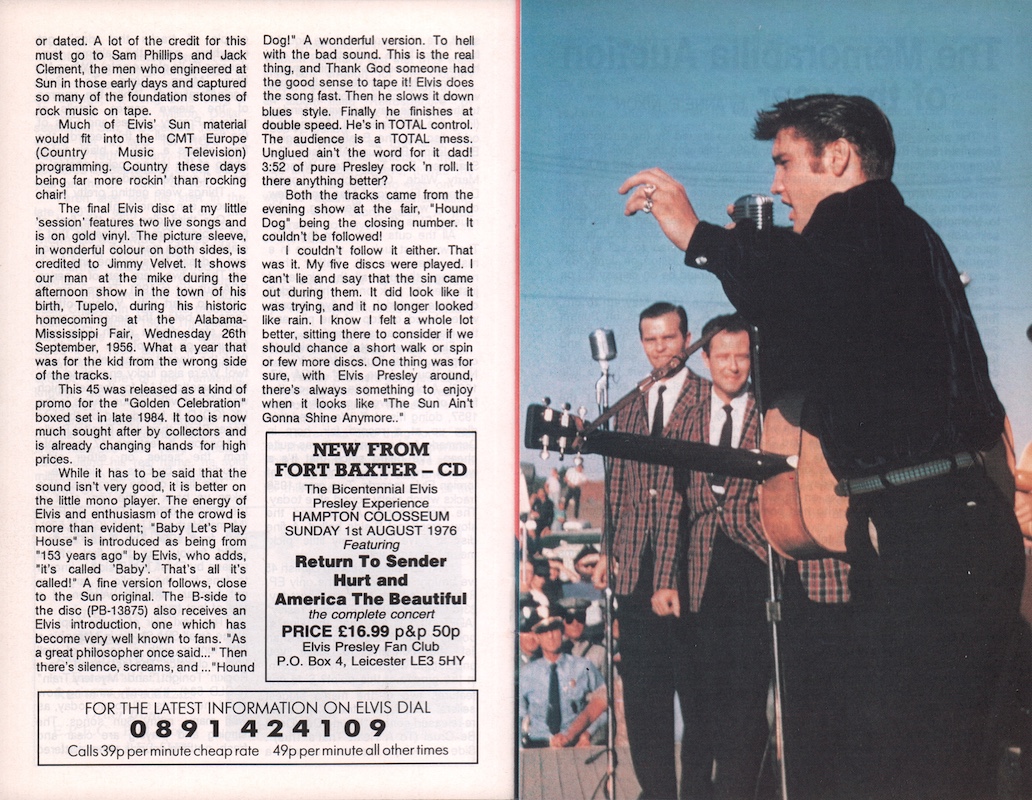 or dated. A lot of the credit for this
must go to Sam Phillips and Jack
Clement, the men who engineered at
Sun in those early days and captured
so many of the foundation stones of
rock music on tape.
Much of Elvis' Sun material
would fit into the CMT Europe
(Country Music Television)
programming. Country these days
being far more rockin' than rocking
chair!
The final Elvis disc at my little
'session' features two live songs and
is on gold vinyl. The picture sleeve,
in wonderful colour on both sides, is
credited to Jimmy Velvet. It shows
our man at the mike during the
afternoon show in the town of his
birth, Tupelo, during his historic
homecoming at the Alabama-
Mississippi Fair, Wednesday 26th
September, 1956. What a year that
was for the kid from the wrong side
of the tracks.
This 45 was released as a kind of
promo for the "Golden Celebration"
boxed set in late 1984. It too is now
much sought after by collectors and
is already changing hands for high
prices.
While it has to be said that the
sound isn't very good, it is better on
the little mono player. The energy of
Elvis and enthusiasm of the crowd is
more than evident; "Baby Let's Play
House" is introduced as being from
"153 years ago" by Elvis, who adds,
"it's called 'Baby'. That's all it's
called!" A fine version follows, close
to the Sun original. The B-side to
the disc (PB-13875) also receives an
Elvis introduction, one which has
become very well known to fans. "As
a great philosopher once said..." Then
there's silence, screams, and ..."Hound
Dog!" A wonderful version. To hell
with the bad sound. This is the real
thing, and Thank God someone had
the good sense to tape it! Elvis does
the song fast. Then he slows it down
blues style. Finally he finishes at
double speed. He's in TOTAL control.
The audience is a TOTAL mess.
Unglued ain't the word for it dad!
3:52 of pure Presley rock 'n roll. It
there anything better?
Both the tracks came from the
evening show at the fair, "Hound
Dog" being the closing number. It
couldn't be followed!
I couldn't follow it either. That
was it. My five discs were played. I
can't lie and say that the sin came
out during them. It did look like it
was trying, and it no longer looked
like rain. I know I felt a whole lot
better, sitting there to consider if we
should chance a short walk or spin
or few more discs. One thing was for
sure, with Elvis Presley around,
there's always something to enjoy
when it looks like "The Sun Ain't
Gonna Shine Anymore.."
NEW FROM
FORT BAXTER – CD
The Bicentennial Elvis
Presley Experience
HAMPTON COLOSSEUM
SUNDAY 1st AUGUST 1976
Featuring
Return To Sender
Hurt and
America The Beautiful
the complete concert
PRICE £16.99 p&p 50p
Elvis Presley Fan Club
P.O. Box 4, Leicester LE3 5HY
FOR THE LATEST INFORMATION ON ELVIS DIAL
0891 424109
Calls 39p per minute cheap rate 49p per minute all other times